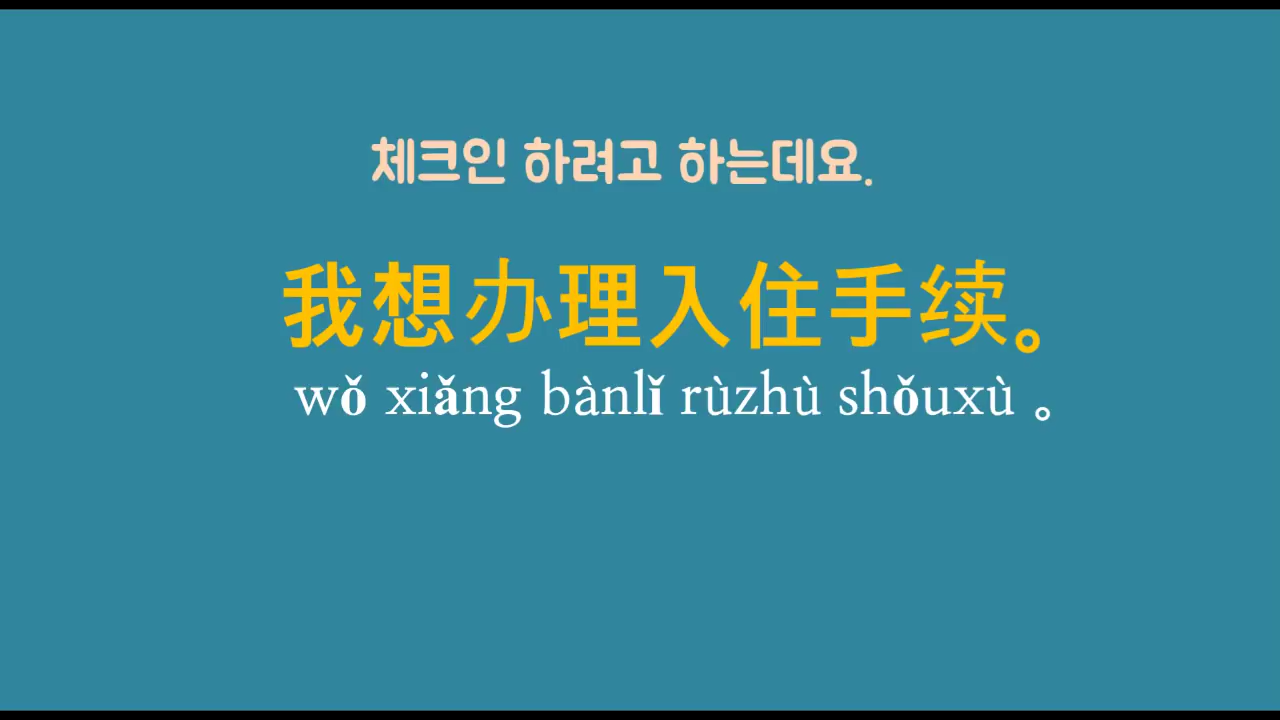 체크인 하려고 하는데요.
我想办理入住手续。
wǒ xiǎng bànlǐ rùzhù shǒuxù 。